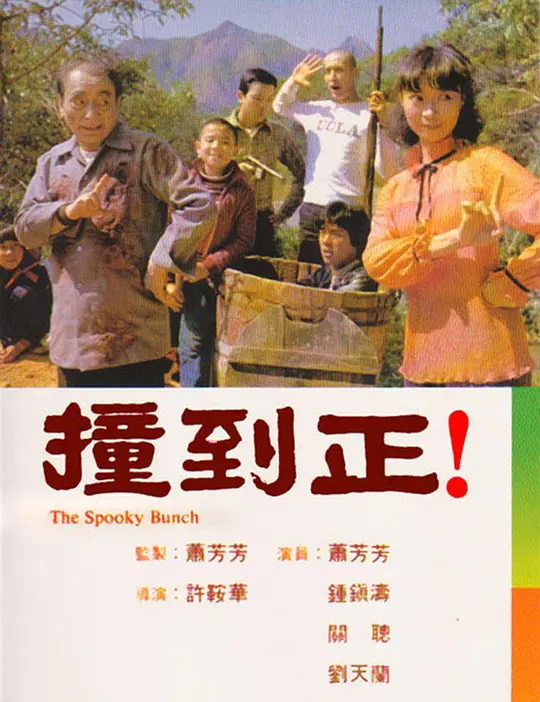 UCLA
撞到正!
The Spooky Bunch
監製：蕭芳芳 演員：蕭芳芳
導演：許鞍華 鍾鎮濤
關聰
劉天蘭